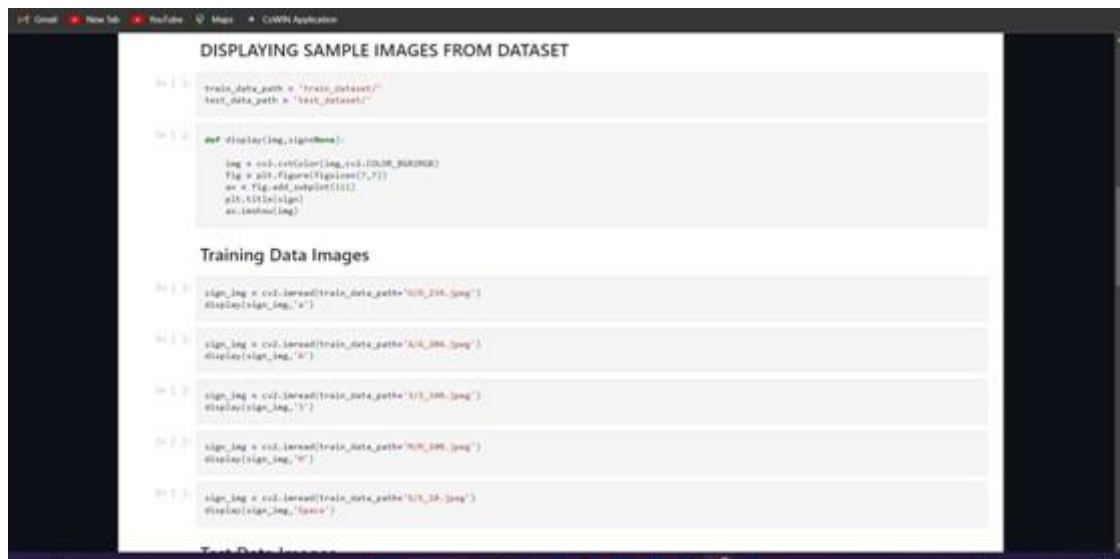 Gmail New Tab YouTube Maps CoWIN Application
DISPLAYING SAMPLE IMAGES FROM DATASET
train_data_path = 'train_dataset/'
test_data_path = 'test_dataset/'
def display(img,sign=None):
img = cv2.cvtColor(img,cv2.COLOR_BGR2RGB)
fig = plt.figure(figsize=(7,7))
ax = fig.add_subplot(111)
plt.title(sign)
ax.imshow(img)
Training Data Images
sign_img = cv2.imread(train_data_path+
display(sign_img,
sign_img = cv2.imread(train_data_path+
display(sign_img,
sign_img = cv2.imread(train_data_path+
display(sign_img,
sign_img = cv2.imread(train_data_path+
display(sign_img,'M')
sign_img = cv2.imread(train_data_path+
display(sign_img,'Space')
Test Data Images